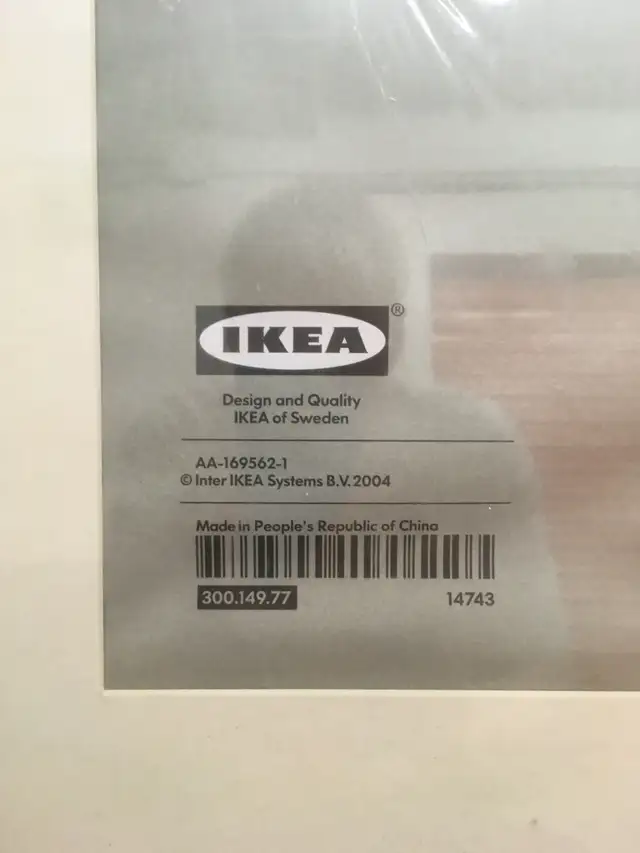 IKEA®
Design and Quality
IKEA of Sweden
AA-169562-1
© Inter IKEA Systems B.V. 2004
Made in People's Republic of China
300.149.77
14743